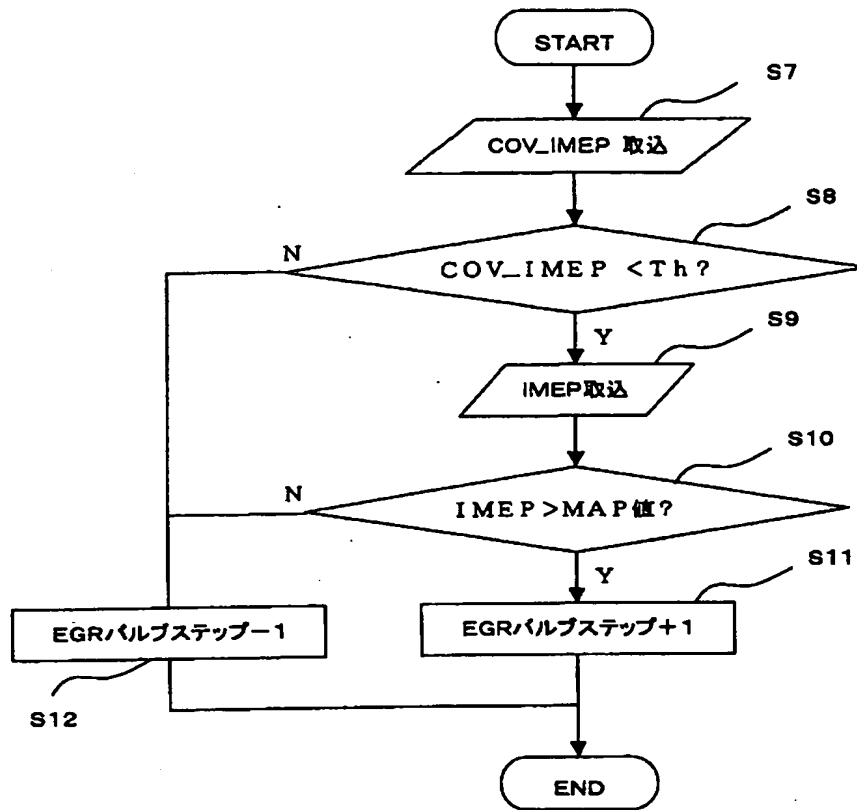 START
S7
COV_IMEP 取込
S8
N
COV_IMEP <Th?
Y
S9
IMEP取込
S10
N
IMEP>MAP値?
Y
S11
EGRバルブステップ-1
EGRバルブステップ+1
S12
END